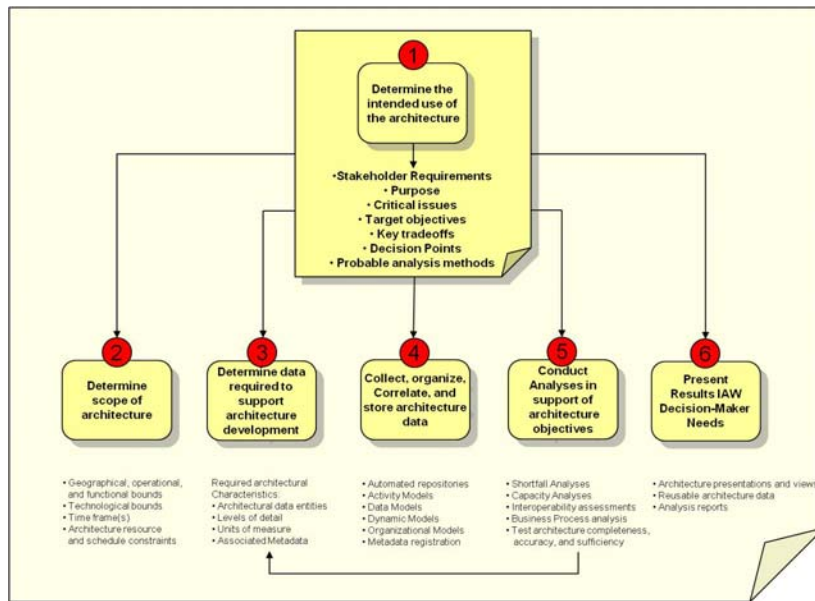 1
Determine the
intended use of
the architecture
•Stakeholder Requirements
•Purpose
•Critical issues
•Target objectives
•Key tradeoffs
•Decision Points
•Probable analysis methods
2
Determine
scope of
architecture
•Geographical, operational,
and functional bounds
•Technological bounds
•Time frame(s)
•Architecture resource
and schedule constraints
3
Determine data
required to
support
architecture
development
Required architectural
Characteristics:
•Architectural data entities
•Levels of detail
•Units of measure
•Associated Metadata
4
Collect, organize,
Correlate, and
store architecture
data
•Automated repositories
•Activity Models
•Data Models
•Dynamic Models
•Organizational Models
•Metadata registration
5
Conduct
Analyses in
support of
architecture
objectives
•Shortfall Analyses
•Capacity Analyses
•Interoperability assessments
•Business Process analysis
•Test architecture completeness,
accuracy, and sufficiency
6
Present
Results IAW
Decision-Maker
Needs
•Architecture presentations and views
•Reusable architecture data
•Analysis reports